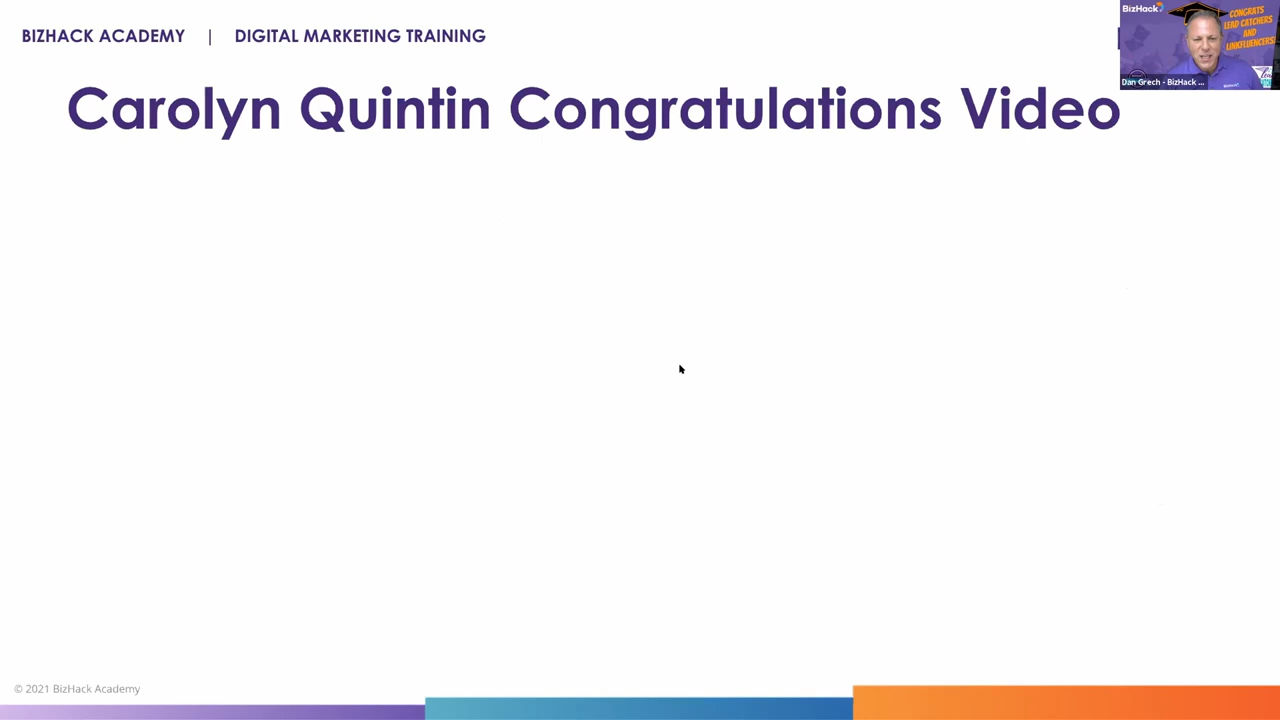 BIZHACK ACADEMY | DIGITAL MARKETING TRAINING
Carolyn Quintin Congratulations Video
BizHack
CONGRATS
LEAD CATCHERS
AND
LINKFLUENCERS!
Dan Grech - BizHack ...
© 2021 BizHack Academy